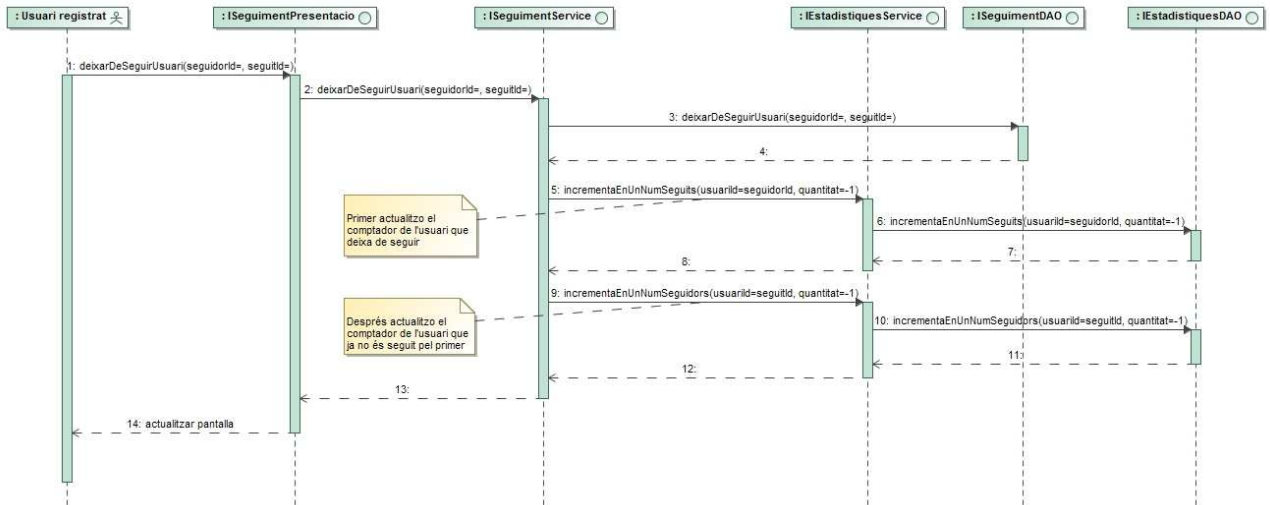 : Usuari registrat
: ISeguimentPresentacio
: ISeguimentService
: IEstadistiquesService
: ISeguimentDAO
: IEstadistiquesDAO
1: deixarDeSeguirUsuari(seguidorId=, seguitId=)
2: deixarDeSeguirUsuari(seguidorId=, seguitId=)
3: deixarDeSeguirUsuari(seguidorId=, seguitId=)
4:
5: incrementaEnUnNumSeguits(usuariId=seguidorId, quantitat=-1)
Primer actualitzo el
comptador de l'usuari que
deixa de seguir
6: incrementaEnUnNumSeguits(usuariId=seguidorId, quantitat=-1)
7:
8:
9: incrementaEnUnNumSeguidors(usuariId=seguitId, quantitat=-1)
Després actualitzo el
comptador de l'usuari que
ja no és seguit pel primer
10: incrementaEnUnNumSeguidors(usuariId=seguitId, quantitat=-1)
11:
12:
13:
14: actualitzar pantalla